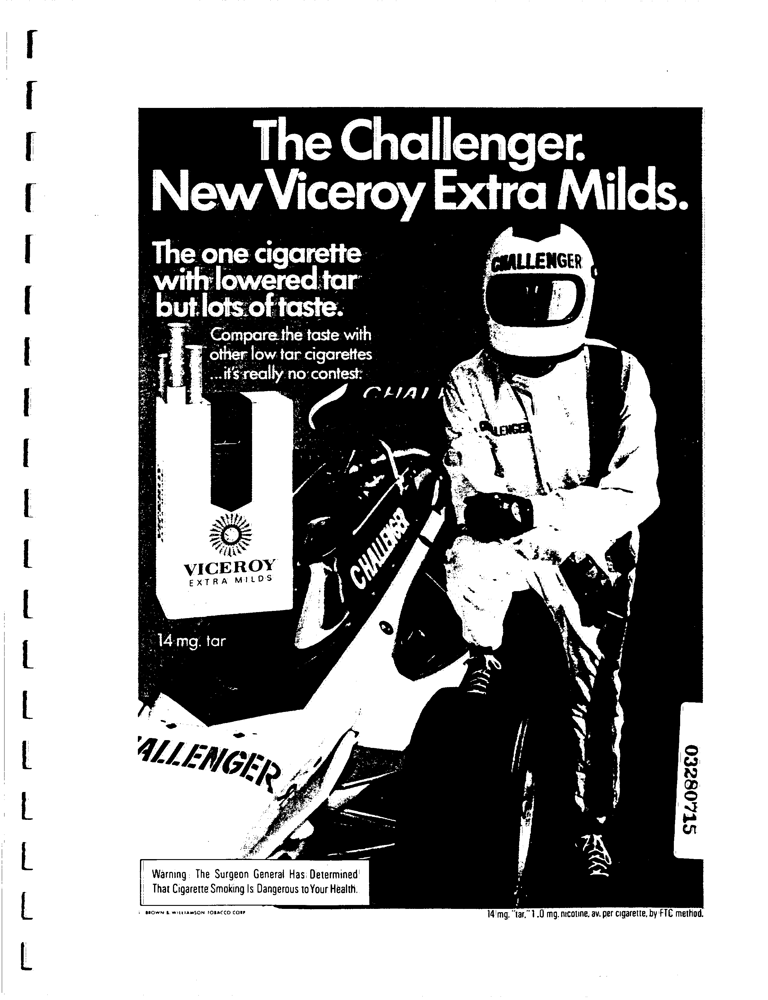 The Challenger.
New Viceroy Extra Milds.
The one cigarette
with lowered tar
but lots of taste.
Compare the taste with
other low tar cigarettes
...it's really no contest.
CHALLENGER
CHALL
CHALLENGER
CHALLENGER
VICEROY
EXTRA MILDS
14 mg. tar
ALLENGER
03280715
Warning: The Surgeon General Has Determined
That Cigarette Smoking Is Dangerous to Your Health.
BROWN & WILLIAMSON TOBACCO CORP
14 mg. "tar," 1.0 mg. nicotine, av. per cigarette, by FTC method.